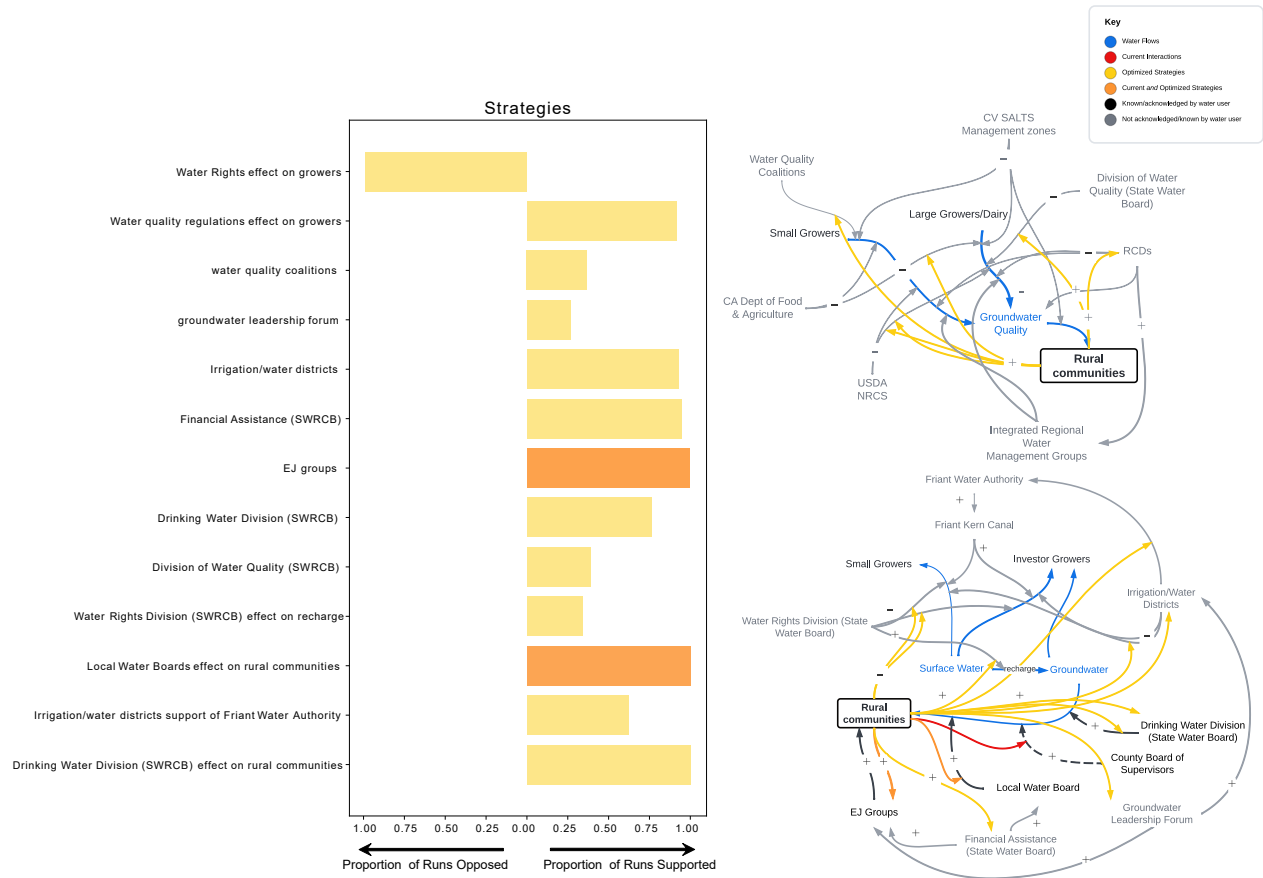 Key
Water Flows
Current Interactions
Optimized Strategies
Current and Optimized Strategies
Known/acknowledged by water user
Not acknowledged/known by water user
Strategies
Water Rights effect on growers
Water quality regulations effect on growers
water quality coalitions
groundwater leadership forum
Irrigation/water districts
Financial Assistance (SWRCB)
EJ groups
Drinking Water Division (SWRCB)
Division of Water Quality (SWRCB)
Water Rights Division (SWRCB) effect on recharge
Local Water Boards effect on rural communities
Irrigation/water districts support of Friant Water Authority
Drinking Water Division (SWRCB) effect on rural communities
1.00 0.75 0.50 0.25 0.00 0.25 0.50 0.75 1.00
Proportion of Runs Opposed
Proportion of Runs Supported
CV SALTS
Management zones
Water Quality
Coalitions
Division of Water
Quality (State Water
Board)
Large Growers/Dairy
Small Growers
RCDs
CA Dept of Food
& Agriculture
Groundwater
Quality
Rural
communities
USDA
NRCS
Integrated Regional
Water
Management Groups
Friant Water Authority
Friant Kern Canal
Small Growers
Investor Growers
Irrigation/Water
Districts
Water Rights Division (State
Water Board)
Surface Water
recharge
Groundwater
Rural
communities
Drinking Water Division
(State Water Board)
County Board of
Supervisors
Local Water Board
EJ Groups
Groundwater
Leadership Forum
Financial Assistance
(State Water Board)